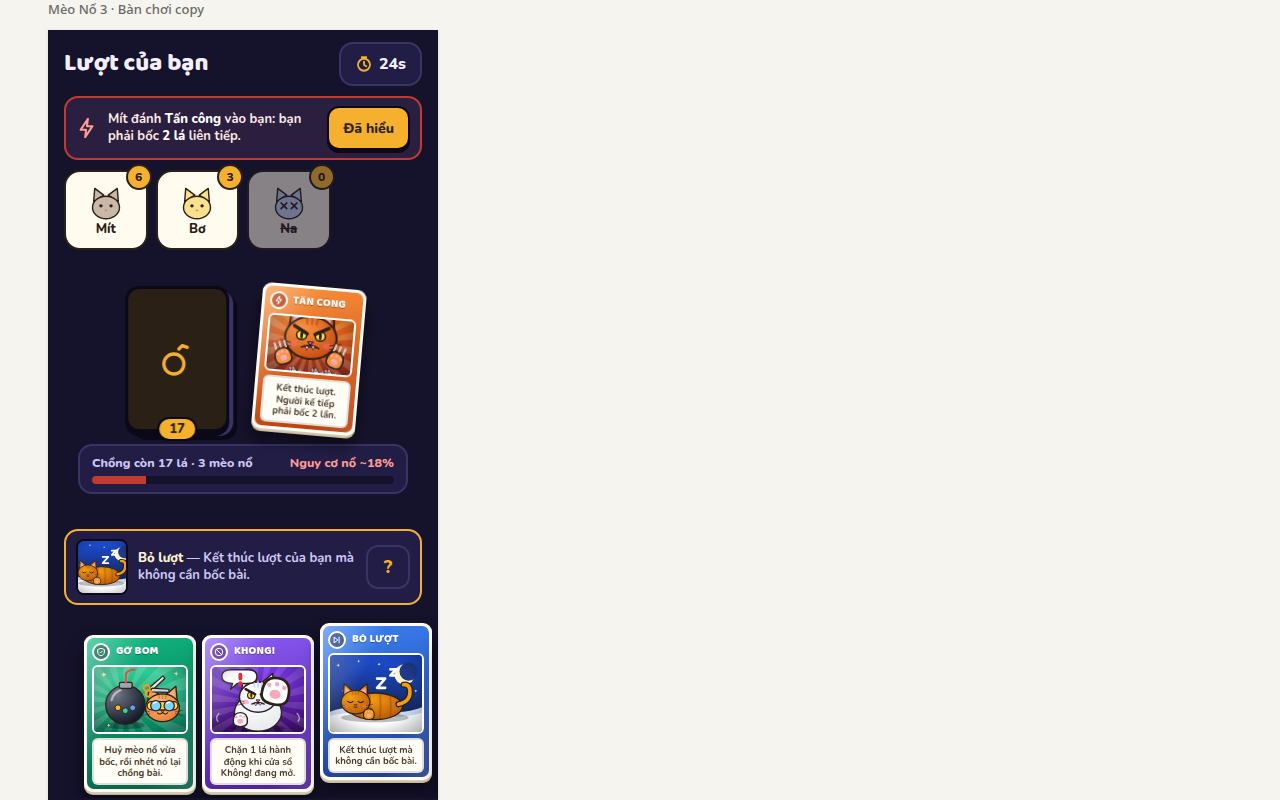 Mèo Nổ 3 · Bàn chơi copy
Lượt của bạn
24s
Mít đánh Tấn công vào bạn: bạn
phải bốc 2 lá liên tiếp.
Đã hiểu
6
3
0
Mít
Bơ
Na
TẤN CÔNG
Kết thúc lượt.
Người kế tiếp
phải bốc 2 lần.
17
Chồng còn 17 lá · 3 mèo nổ
Nguy cơ nổ ~18%
Bỏ lượt — Kết thúc lượt của bạn mà
không cần bốc bài.
?
GỠ BOM
KHÔNG!
BỎ LƯỢT
z z
Huỷ mèo nổ vừa
bốc, rồi nhét nó lại
chồng bài.
Chặn 1 lá hành
động khi cửa sổ
Không! đang mở.
Kết thúc lượt mà
không cần bốc bài.